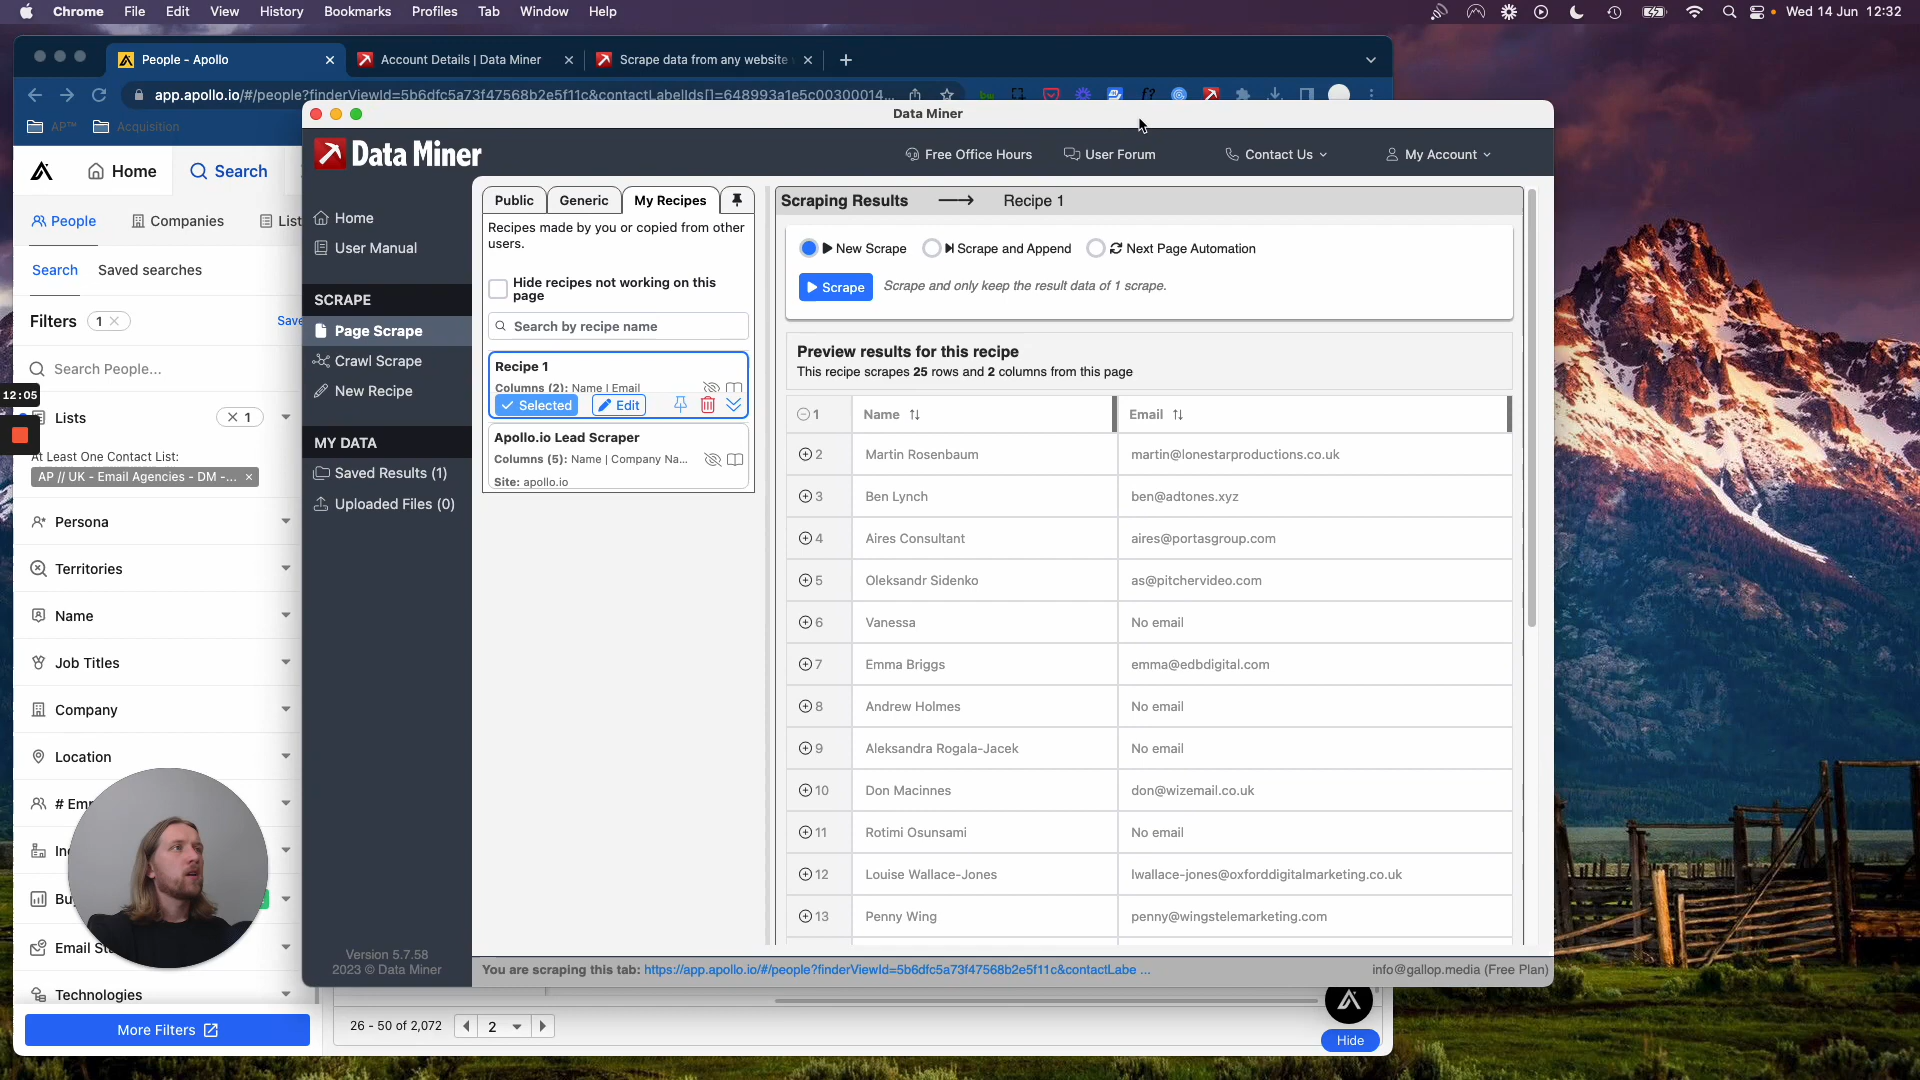 Chrome File Edit View History Bookmarks Profiles Tab Window Help
Wed 14 Jun 12:32
People - Apollo
Account Details | Data Miner
Scrape data from any website
app.apollo.io/#/people?finderViewId=5b6dfc5a73f47568b2e5f11c&contactLabelIds[]=648993a1e5c00300014...
AP™
Acquisition
Data Miner
Data Miner
Free Office Hours
User Forum
Contact Us
My Account
Home
Search
People
Companies
List
Search
Saved searches
Filters
1
Save
Search People...
12:05
Lists
1
At Least One Contact List:
AP // UK - Email Agencies - DM -...
Persona
Territories
Name
Job Titles
Company
Location
# Em
In
Bu
Email St
Technologies
More Filters
Home
User Manual
SCRAPE
Page Scrape
Crawl Scrape
New Recipe
MY DATA
Saved Results (1)
Uploaded Files (0)
Version 5.7.58
2023 © Data Miner
Public
Generic
My Recipes
Recipes made by you or copied from other
users.
Hide recipes not working on this
page
Search by recipe name
Recipe 1
Columns (2): Name | Email
Selected
Edit
Apollo.io Lead Scraper
Columns (5): Name | Company Na...
Site: apollo.io
Scraping Results
Recipe 1
New Scrape
Scrape and Append
Next Page Automation
Scrape
Scrape and only keep the result data of 1 scrape.
Preview results for this recipe
This recipe scrapes 25 rows and 2 columns from this page
1 Name Email
2 Martin Rosenbaum martin@lonestarproductions.co.uk
3 Ben Lynch ben@adtones.xyz
4 Aires Consultant aires@portasgroup.com
5 Oleksandr Sidenko as@pitchervideo.com
6 Vanessa No email
7 Emma Briggs emma@edbdigital.com
8 Andrew Holmes No email
9 Aleksandra Rogala-Jacek No email
10 Don Macinnes don@wizemail.co.uk
11 Rotimi Osunsami No email
12 Louise Wallace-Jones lwallace-jones@oxforddigitalmarketing.co.uk
13 Penny Wing penny@wingstelemarketing.com
You are scraping this tab: https://app.apollo.io/#/people?finderViewId=5b6dfc5a73f47568b2e5f11c&contactLabe ...
info@gallop.media (Free Plan)
26 - 50 of 2,072
2
Hide